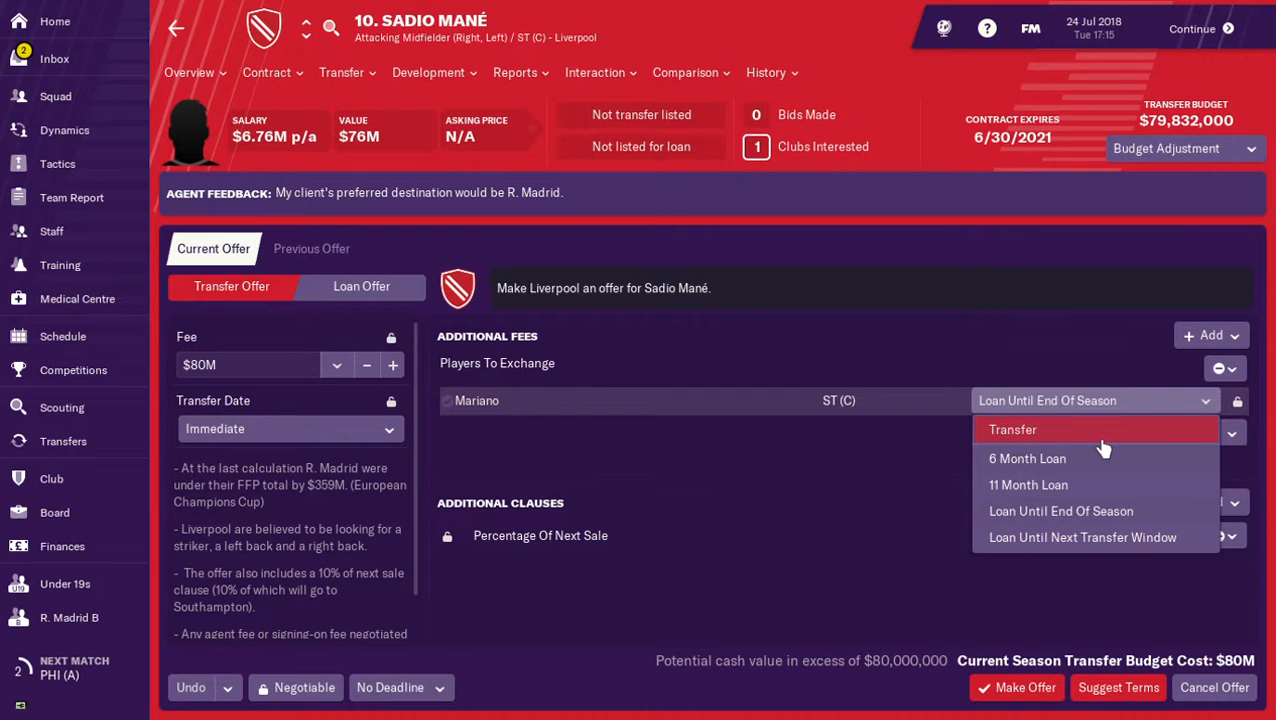 Home
2
Inbox
Squad
Dynamics
Tactics
Team Report
Staff
Training
Medical Centre
Schedule
Competitions
Scouting
Transfers
Club
Board
Finances
U19
Under 19s
R. Madrid B
2
NEXT MATCH
PHI (A)
10. SADIO MANÉ
Attacking Midfielder (Right, Left) / ST (C) - Liverpool
FM
24 Jul 2018
Tue 17:15
Continue
Overview
Contract
Transfer
Development
Reports
Interaction
Comparison
History
SALARY
$6.76M p/a
VALUE
$76M
ASKING PRICE
N/A
Not transfer listed
Not listed for loan
0 Bids Made
1 Clubs Interested
CONTRACT EXPIRES
6/30/2021
TRANSFER BUDGET
$79,832,000
Budget Adjustment
AGENT FEEDBACK: My client's preferred destination would be R. Madrid.
Current Offer
Previous Offer
Transfer Offer
Loan Offer
Make Liverpool an offer for Sadio Mané.
Fee
$80M
Transfer Date
Immediate
- At the last calculation R. Madrid were
under their FFP total by $359M. (European
Champions Cup)
- Liverpool are believed to be looking for a
striker, a left back and a right back.
- The offer also includes a 10% of next sale
clause (10% of which will go to
Southampton).
- Any agent fee or signing-on fee negotiated
ADDITIONAL FEES
Add
Players To Exchange
Mariano
ST (C)
Loan Until End Of Season
Transfer
6 Month Loan
11 Month Loan
Loan Until End Of Season
Loan Until Next Transfer Window
ADDITIONAL CLAUSES
Percentage Of Next Sale
Potential cash value in excess of $80,000,000
Current Season Transfer Budget Cost: $80M
Undo
Negotiable
No Deadline
Make Offer
Suggest Terms
Cancel Offer